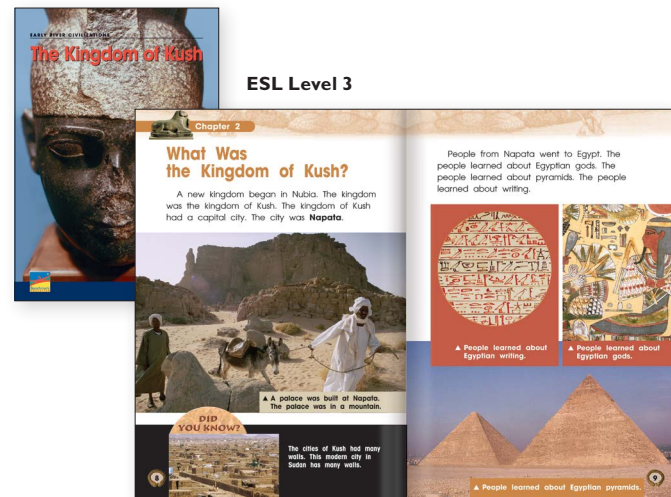 EARLY RIVER CIVILIZATIONS
The Kingdom of Kush
ESL Level 3
Chapter 2
What Was
the Kingdom of Kush?
A new kingdom began in Nubia. The kingdom
was the kingdom of Kush. The kingdom of Kush
had a capital city. The city was Napata.
▲ A palace was built at Napata.
The palace was in a mountain.
DID
YOU KNOW?
The cities of Kush had many
walls. This modern city in
Sudan has many walls.
8
People from Napata went to Egypt. The
people learned about Egyptian gods. The
people learned about pyramids. The people
learned about writing.
▲ People learned about
Egyptian writing.
▲ People learned about
Egyptian gods.
▲ People learned about Egyptian pyramids.
9